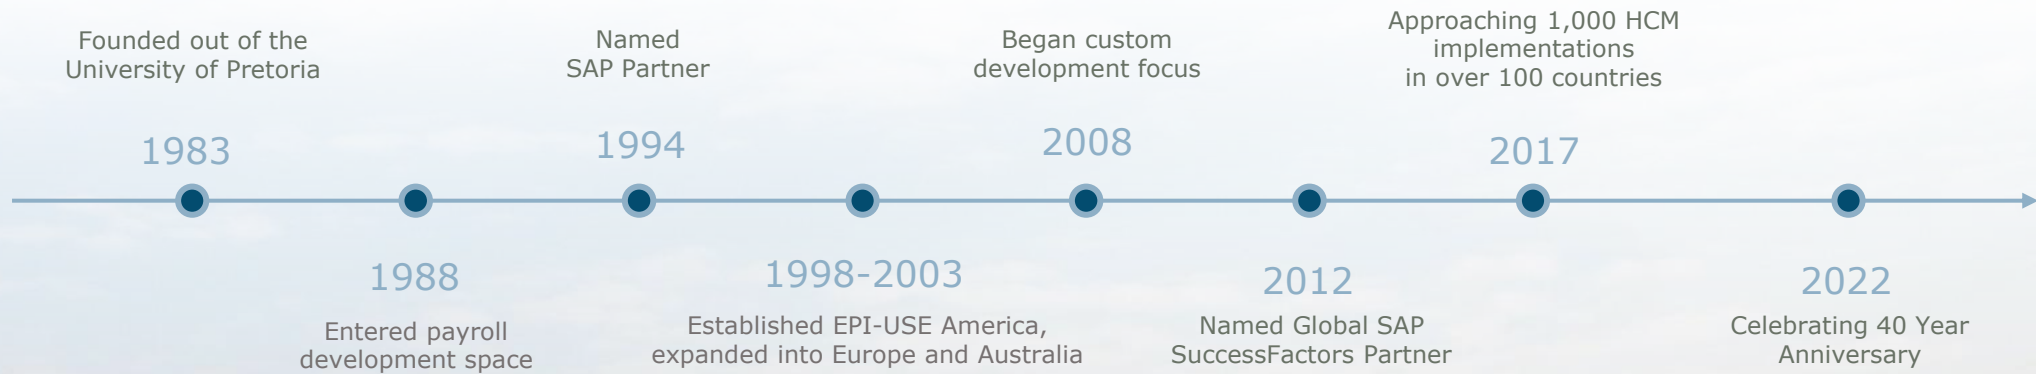 Founded out of the
University of Pretoria
1983
1988
Entered payroll
development space
Named
SAP Partner
1994
1998-2003
Established EPI-USE America,
expanded into Europe and Australia
Began custom
development focus
2008
2012
Named Global SAP
SuccessFactors Partner
Approaching 1,000 HCM
implementations
in over 100 countries
2017
2022
Celebrating 40 Year
Anniversary